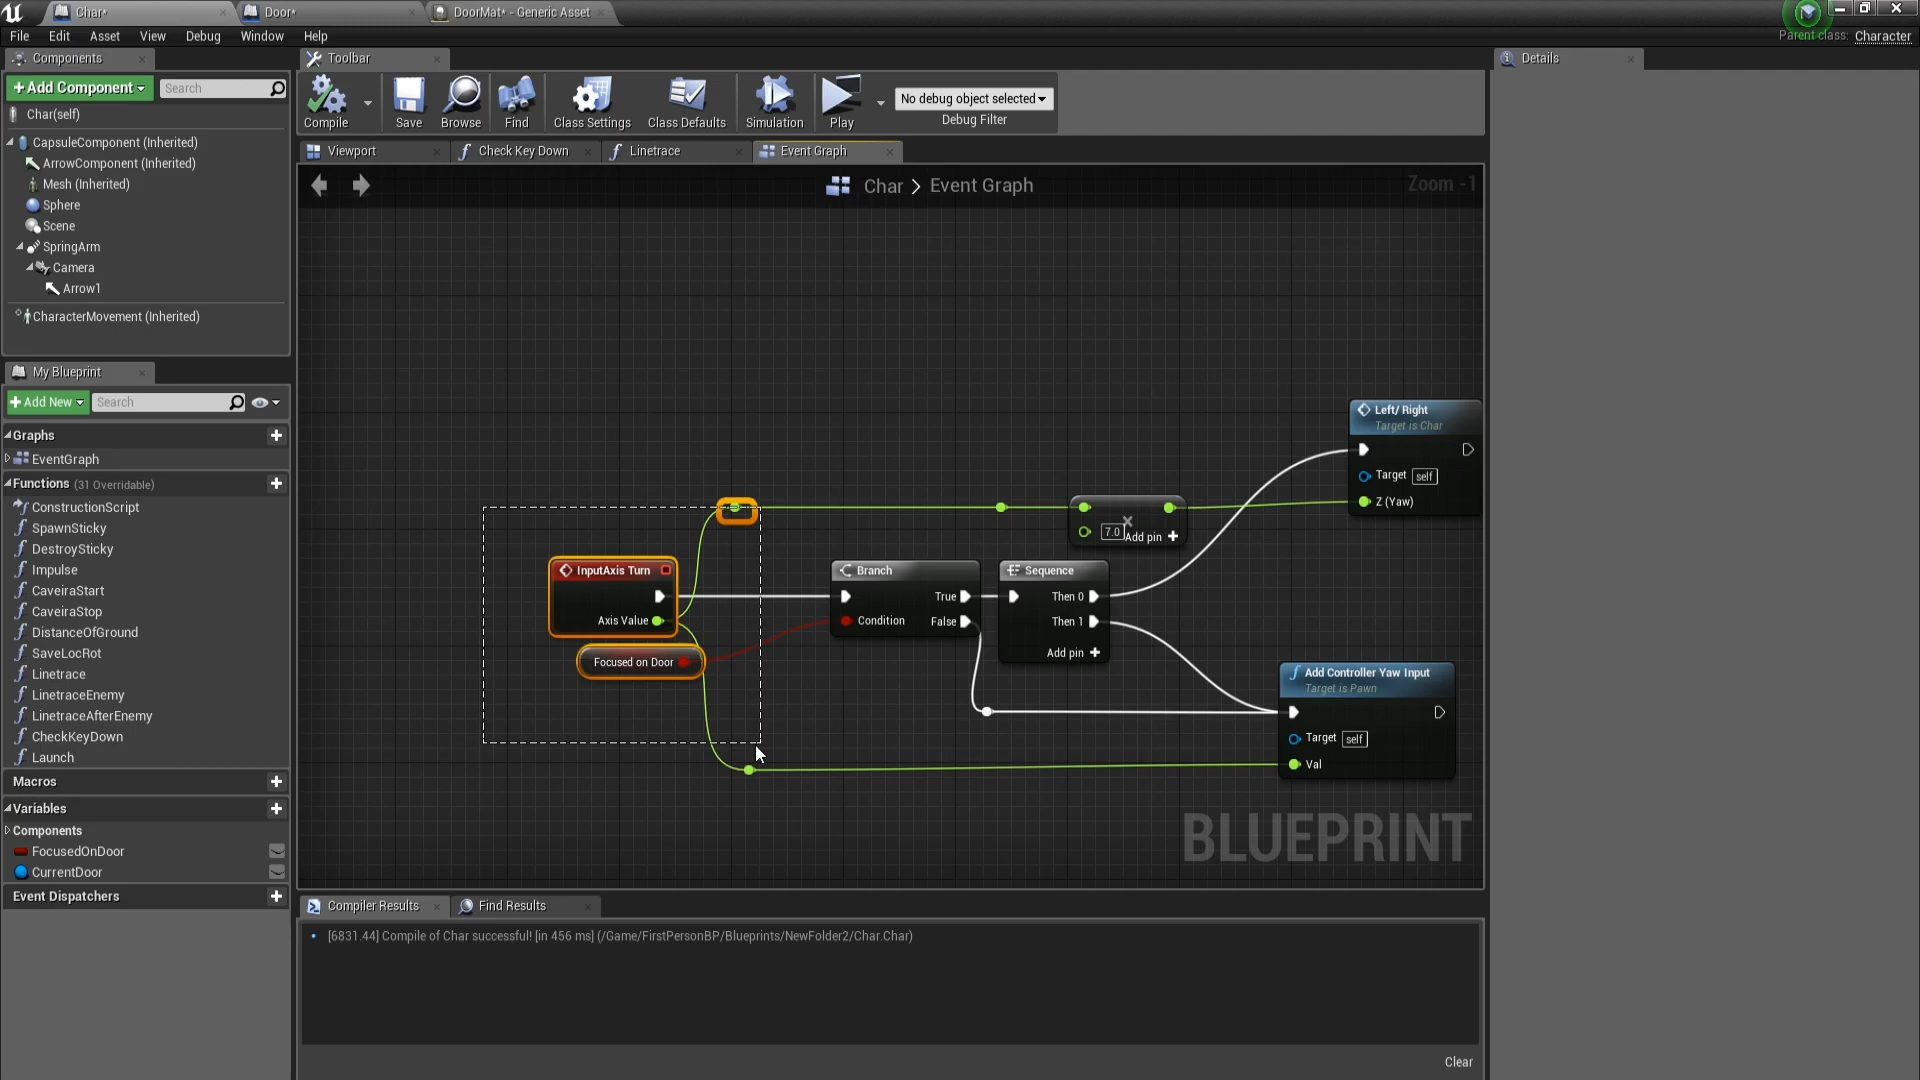 Char*
Door*
DoorMat* - Generic Asset
File
Edit
Asset
View
Debug
Window
Help
Parent class: Character
Components
+Add Component
Search
Char(self)
CapsuleComponent (Inherited)
ArrowComponent (Inherited)
Mesh (Inherited)
Sphere
Scene
SpringArm
Camera
Arrow1
CharacterMovement (Inherited)
My Blueprint
+Add New
Search
Graphs
EventGraph
Functions (31 Overridable)
ConstructionScript
SpawnSticky
DestroySticky
Impulse
CaveiraStart
CaveiraStop
DistanceOfGround
SaveLocRot
Linetrace
LinetraceEnemy
LinetraceAfterEnemy
CheckKeyDown
Launch
Macros
Variables
Components
FocusedOnDoor
CurrentDoor
Event Dispatchers
Toolbar
Compile
Save
Browse
Find
Class Settings
Class Defaults
Simulation
Play
No debug object selected
Debug Filter
Viewport
Check Key Down
Linetrace
Event Graph
Char > Event Graph
Zoom -1
Left/ Right
Target is Char
Target self
Z (Yaw)
7.0
Add pin +
InputAxis Turn
Axis Value
Focused on Door
Branch
True
Condition
False
Sequence
Then 0
Then 1
Add pin +
Add Controller Yaw Input
Target is Pawn
Target self
Val
BLUEPRINT
Compiler Results
Find Results
[6831.44] Compile of Char successful! [in 456 ms] (/Game/FirstPersonBP/Blueprints/NewFolder2/Char.Char)
Clear
Details